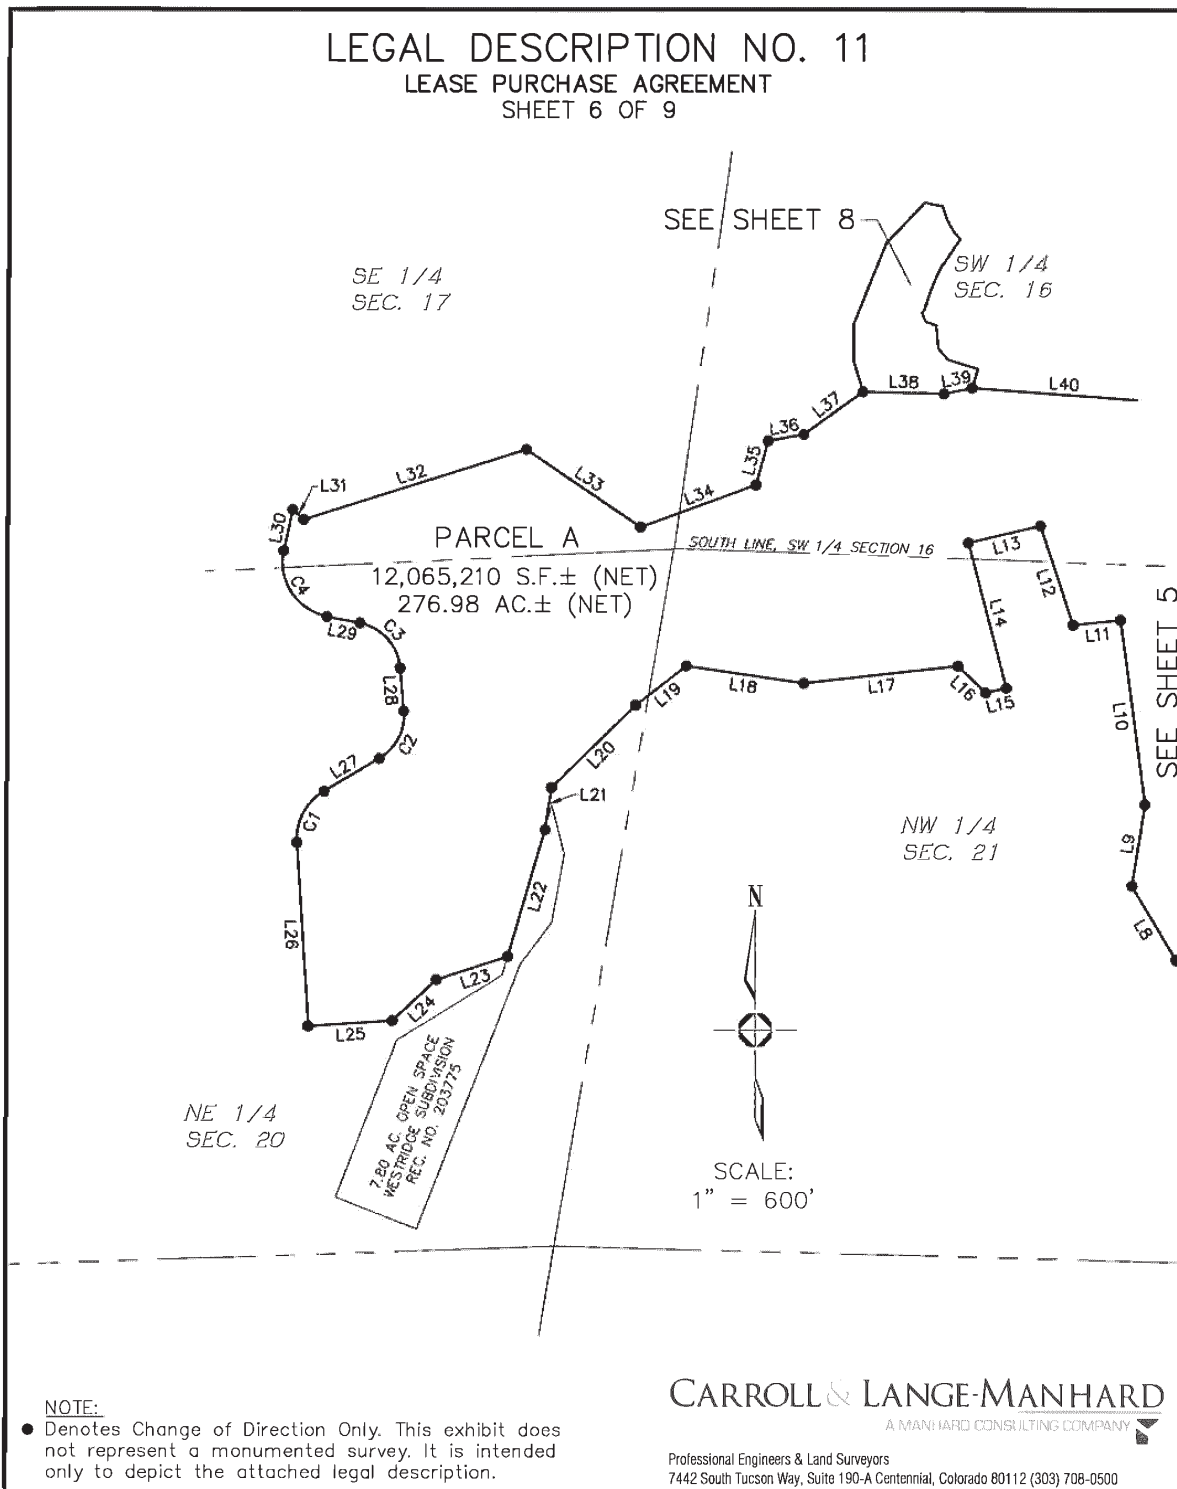 LEGAL DESCRIPTION NO. 11
LEASE PURCHASE AGREEMENT
SHEET 6 OF 9
SEE SHEET 8
SE 1/4
SEC. 17
SW 1/4
SEC. 16
L38
L39
L40
L37
L36
L35
L34
L33
L32
L31
L30
PARCEL A
12,065,210 S.F.± (NET)
276.98 AC.± (NET)
SOUTH LINE, SW 1/4 SECTION 16
L13
L12
L11
L14
L10
SEE SHEET 5
C4
L29
C3
L28
C2
L27
C1
L26
L25
L24
L23
L22
L21
L20
L19
L18
L17
L16
L15
L9
L8
NW 1/4
SEC. 21
N
SCALE:
1" = 600'
NE 1/4
SEC. 20
7.80 AC. OPEN SPACE
WESTRIDGE SUBDIVISION
REC. NO. 203775
NOTE:
● Denotes Change of Direction Only. This exhibit does
not represent a monumented survey. It is intended
only to depict the attached legal description.
CARROLL & LANGE-MANHARD
A MANHARD CONSULTING COMPANY
Professional Engineers & Land Surveyors
7442 South Tucson Way, Suite 190-A Centennial, Colorado 80112 (303) 708-0500